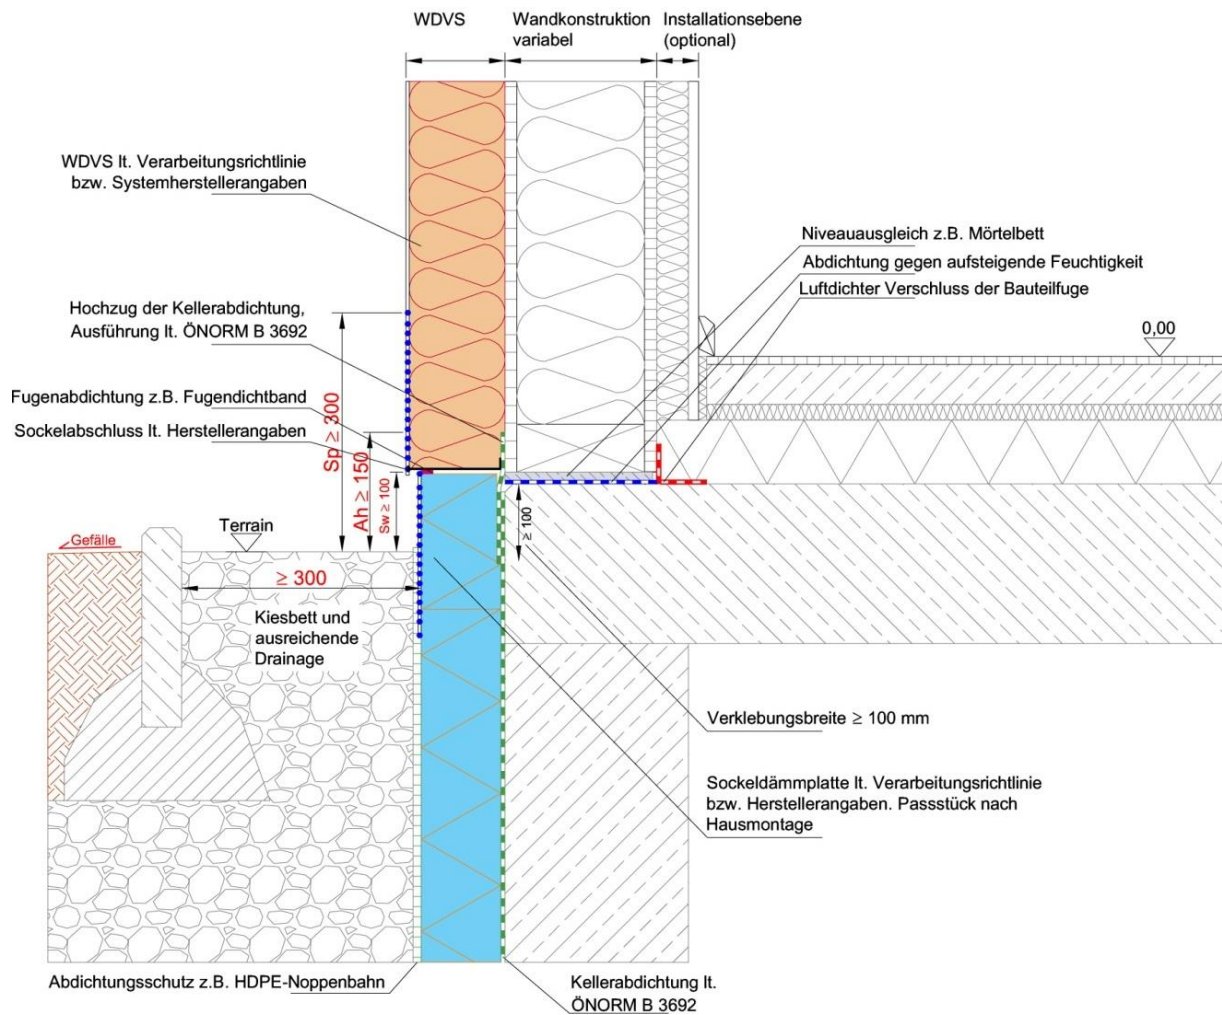 WDVS
Wandkonstruktion
variabel
Installationsebene
(optional)
WDVS lt. Verarbeitungsrichtlinie
bzw. Systemherstellerangaben
Niveauausgleich z.B. Mörtelbett
Abdichtung gegen aufsteigende Feuchtigkeit
Luftdichter Verschluss der Bauteilfuge
Hochzug der Kellerabdichtung,
Ausführung lt. ÖNORM B 3692
0,00
Fugenabdichtung z.B. Fugendichtband
Sockelabschluss lt. Herstellerangaben
Sp ≥ 300
Ah ≥ 150
Sw ≥ 100
≥ 100
Terrain
Gefälle
≥ 300
Kiesbett und
ausreichende
Drainage
Verklebungsbreite ≥ 100 mm
Sockeldämmplatte lt. Verarbeitungsrichtlinie
bzw. Herstellerangaben. Passstück nach
Hausmontage
Abdichtungsschutz z.B. HDPE-Noppenbahn
Kellerabdichtung lt.
ÖNORM B 3692